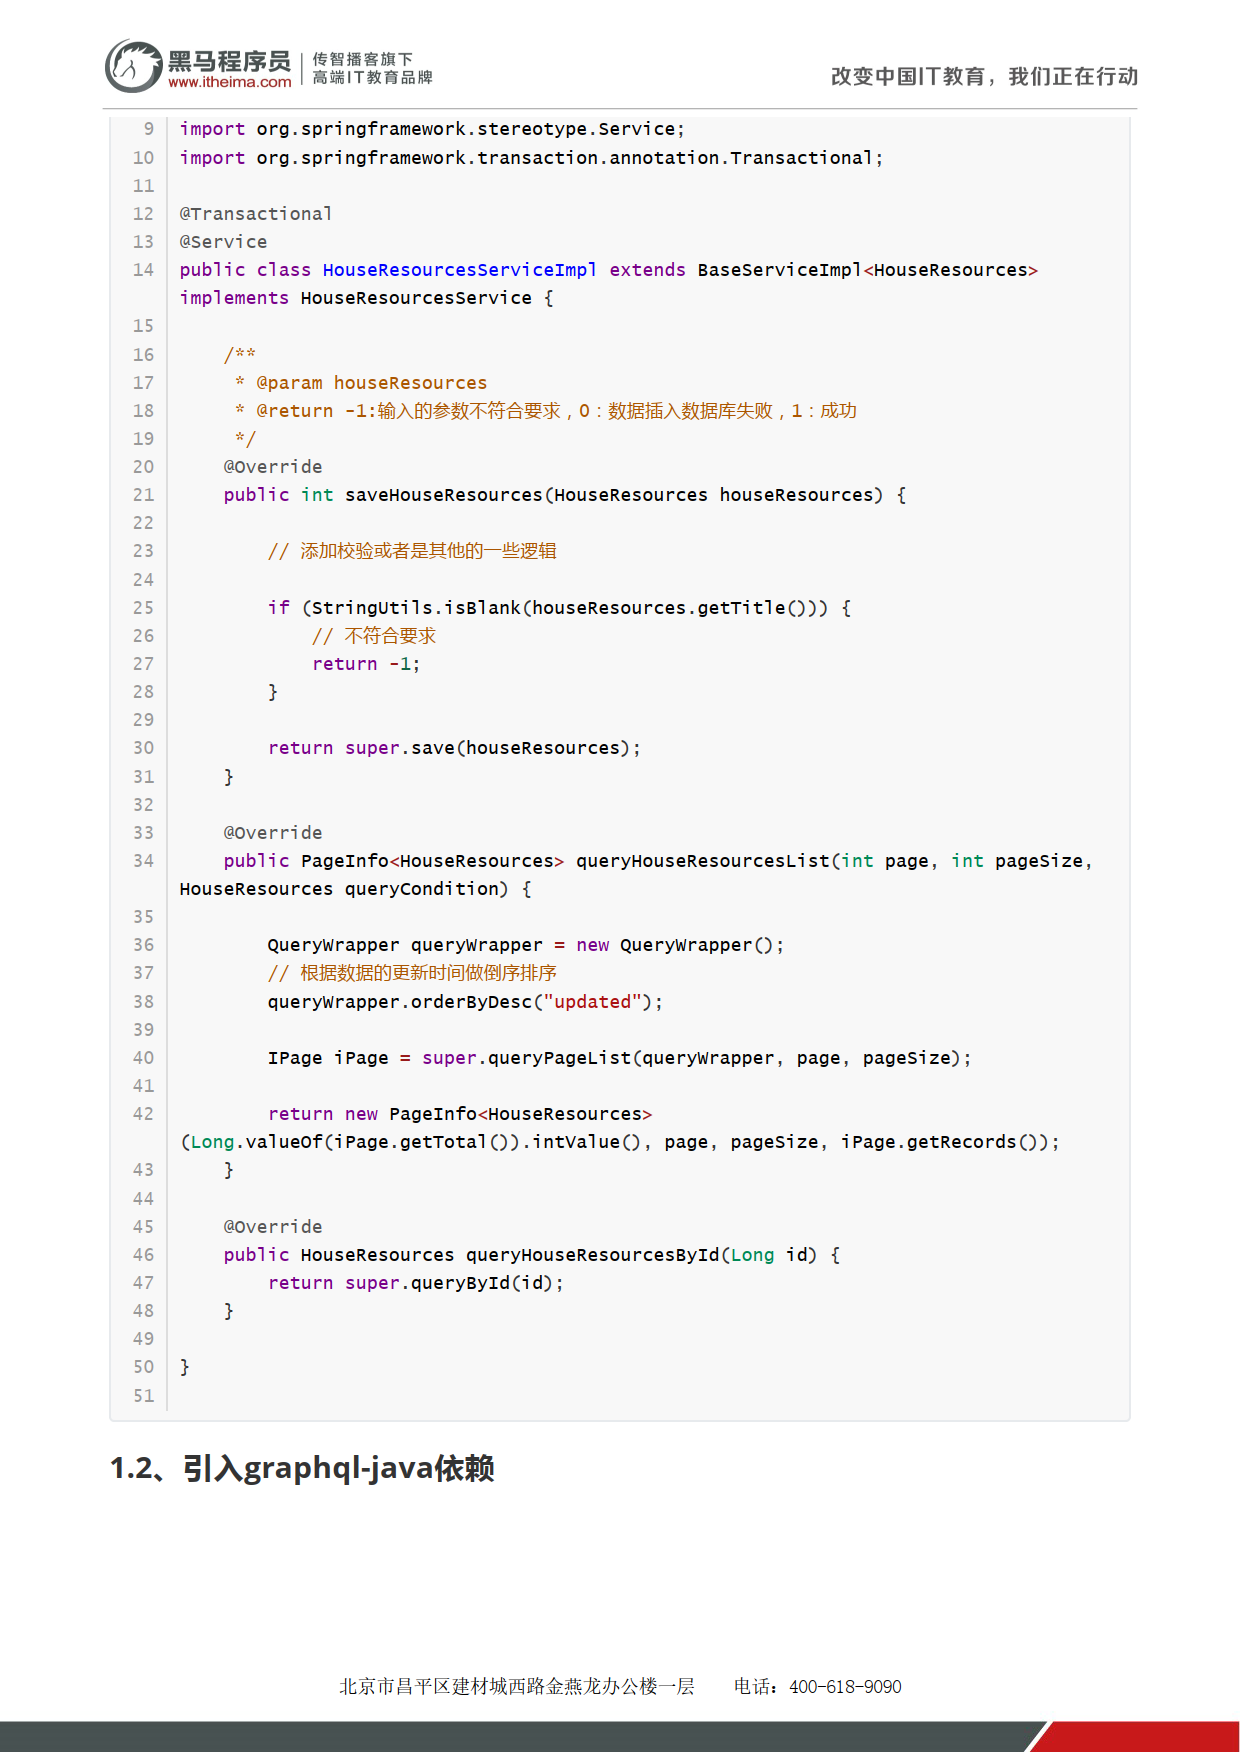 黑马程序员
www.itheima.com
传智播客旗下
高端IT教育品牌
改变中国IT教育，我们正在行动
9 import org.springframework.stereotype.Service;
10 import org.springframework.transaction.annotation.Transactional;
11
12 @Transactional
13 @Service
14 public class HouseResourcesServiceImpl extends BaseServiceImpl<HouseResources>
implements HouseResourcesService {
15
16     /**
17      * @param houseResources
18      * @return -1:输入的参数不符合要求，0：数据插入数据库失败，1：成功
19      */
20     @Override
21     public int saveHouseResources(HouseResources houseResources) {
22
23         // 添加校验或者是其他的一些逻辑
24
25         if (StringUtils.isBlank(houseResources.getTitle())) {
26             // 不符合要求
27             return -1;
28         }
29
30         return super.save(houseResources);
31     }
32
33     @Override
34     public PageInfo<HouseResources> queryHouseResourcesList(int page, int pageSize,
HouseResources queryCondition) {
35
36         QueryWrapper queryWrapper = new QueryWrapper();
37         // 根据数据的更新时间做倒序排序
38         queryWrapper.orderByDesc("updated");
39
40         IPage iPage = super.queryPageList(queryWrapper, page, pageSize);
41
42         return new PageInfo<HouseResources>
(Long.valueOf(iPage.getTotal()).intValue(), page, pageSize, iPage.getRecords());
43     }
44
45     @Override
46     public HouseResources queryHouseResourcesById(Long id) {
47         return super.queryById(id);
48     }
49
50 }
51
1.2、引入graphql-java依赖
北京市昌平区建材城西路金燕龙办公楼一层 电话：400-618-9090